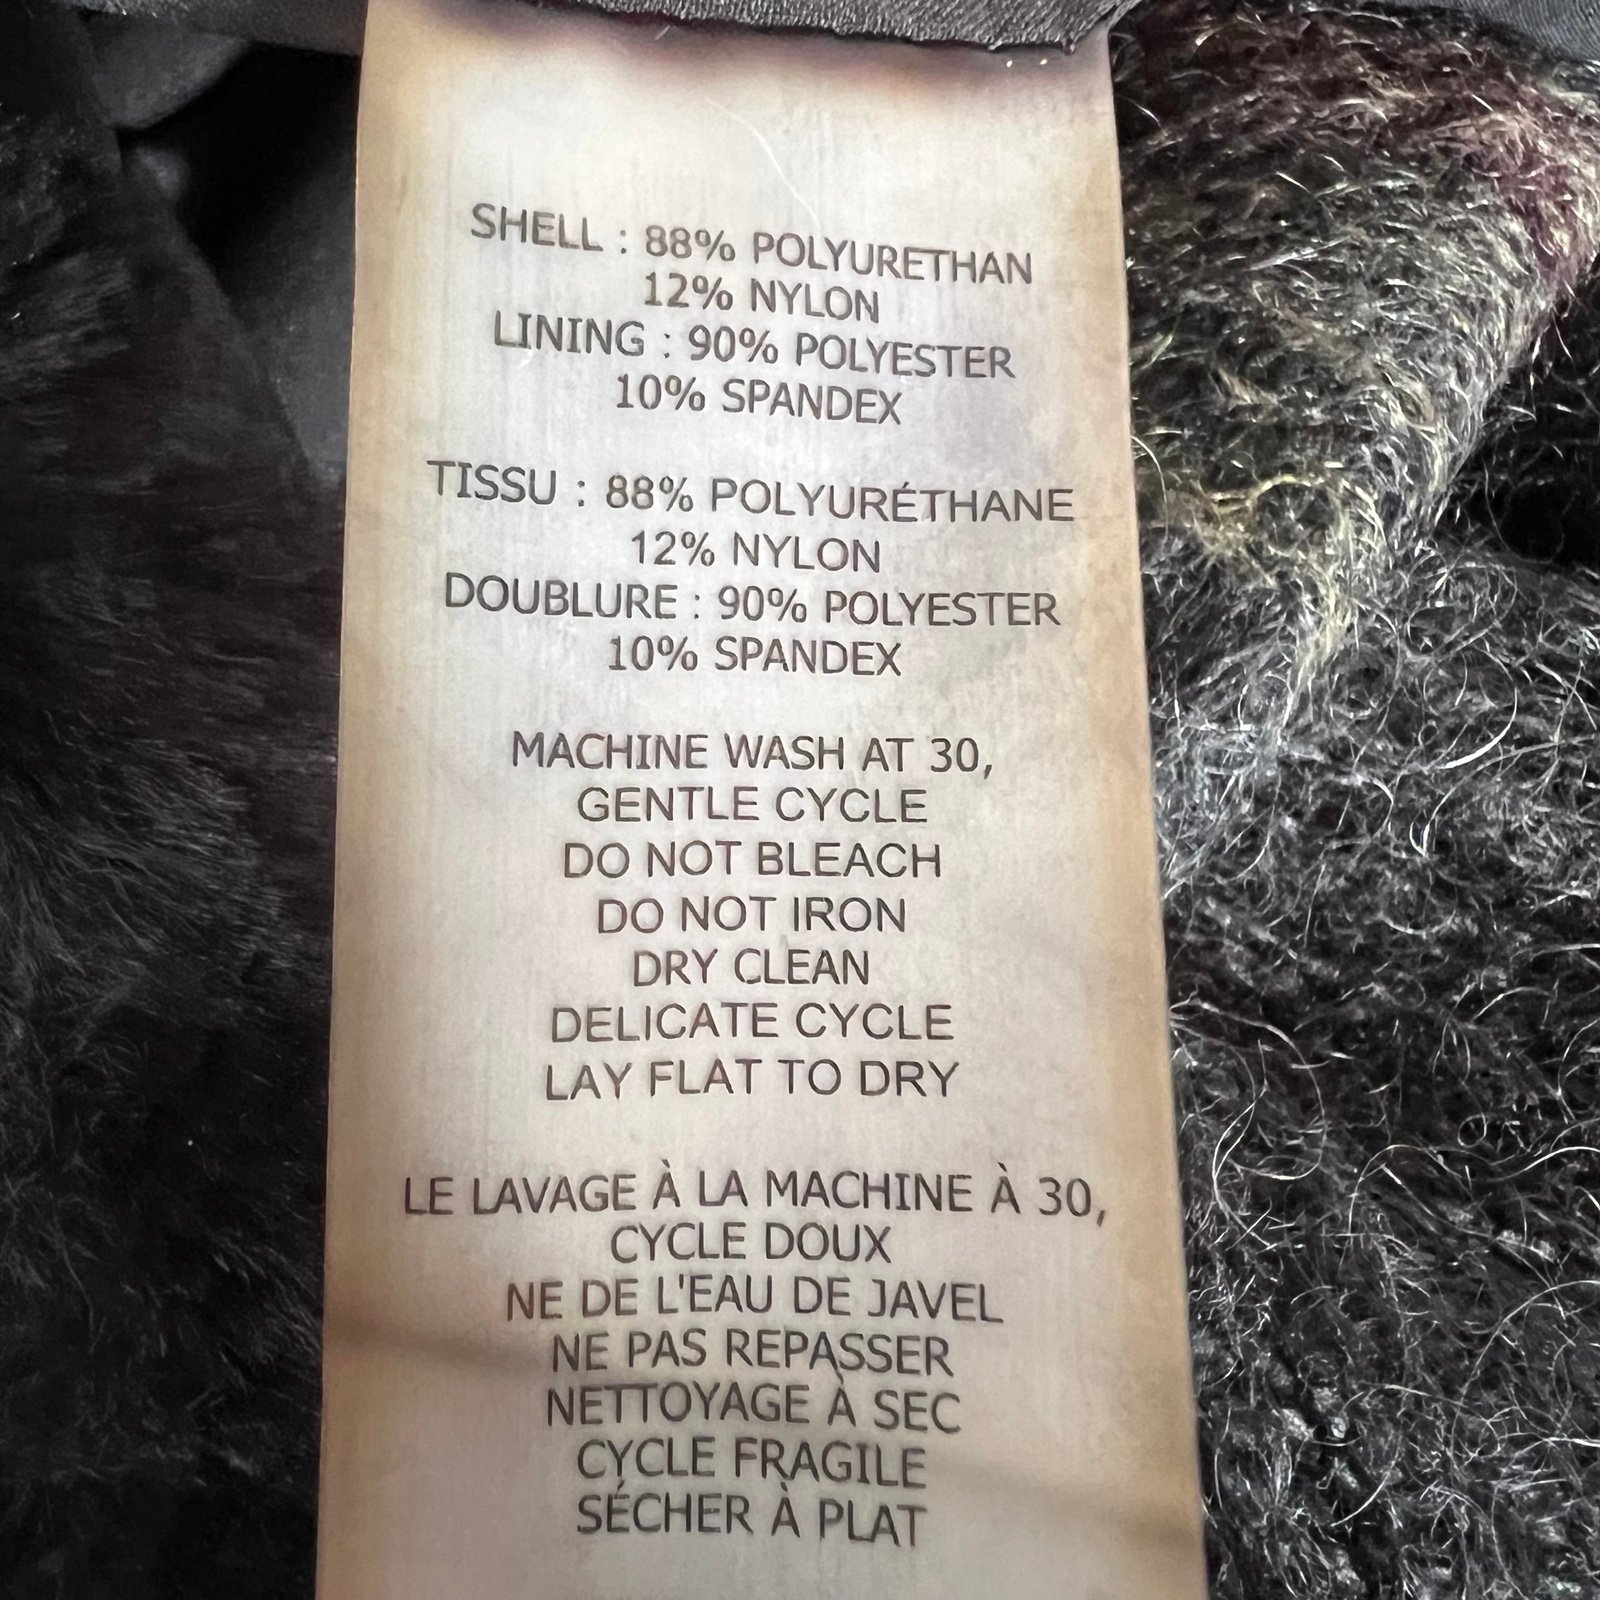 SHELL : 88% POLYURETHAN
12% NYLON
LINING : 90% POLYESTER
10% SPANDEX
TISSU : 88% POLYURÉTHANE
12% NYLON
DOUBLURE : 90% POLYESTER
10% SPANDEX
MACHINE WASH AT 30,
GENTLE CYCLE
DO NOT BLEACH
DO NOT IRON
DRY CLEAN
DELICATE CYCLE
LAY FLAT TO DRY
LE LAVAGE À LA MACHINE À 30,
CYCLE DOUX
NE DE L'EAU DE JAVEL
NE PAS REPASSER
NETTOYAGE À SEC
CYCLE FRAGILE
SÉCHER À PLAT